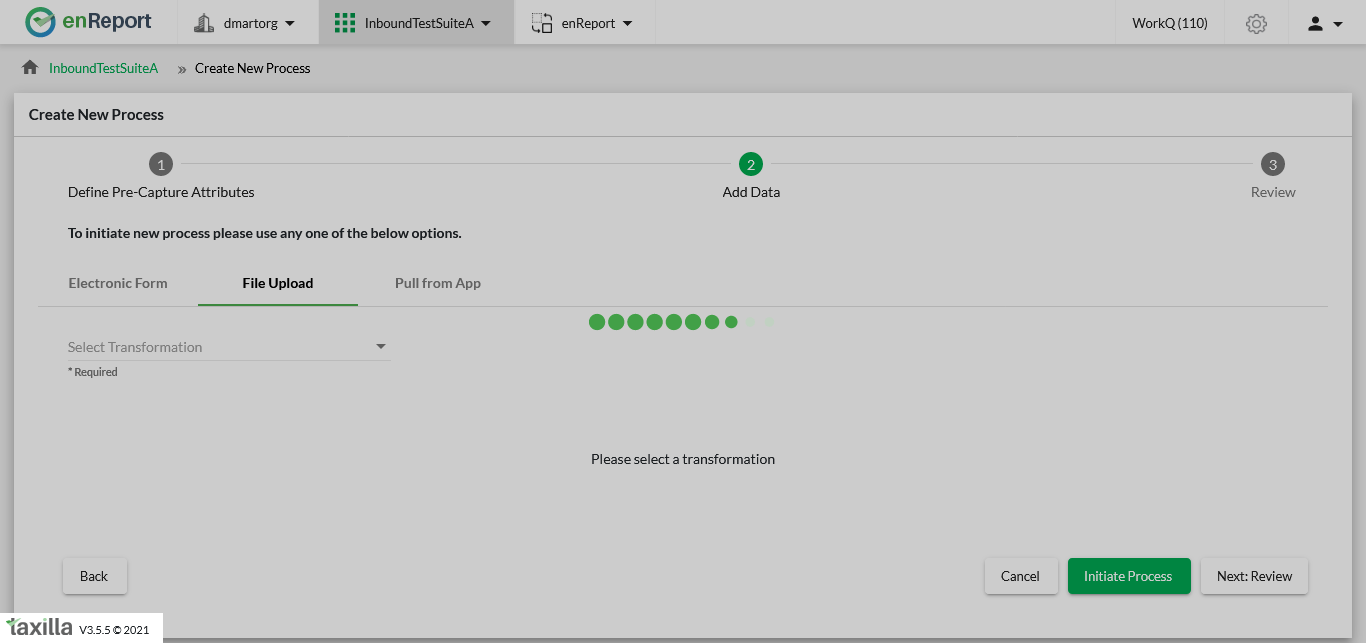 enReport
dmartorg
InboundTestSuiteA
enReport
WorkQ (110)
InboundTestSuiteA » Create New Process
Create New Process
1
2
3
Define Pre-Capture Attributes
Add Data
Review
To initiate new process please use any one of the below options.
Electronic Form
File Upload
Pull from App
Select Transformation
* Required
Please select a transformation
Back
Cancel
Initiate Process
Next: Review
taxilla V3.5.5 © 2021